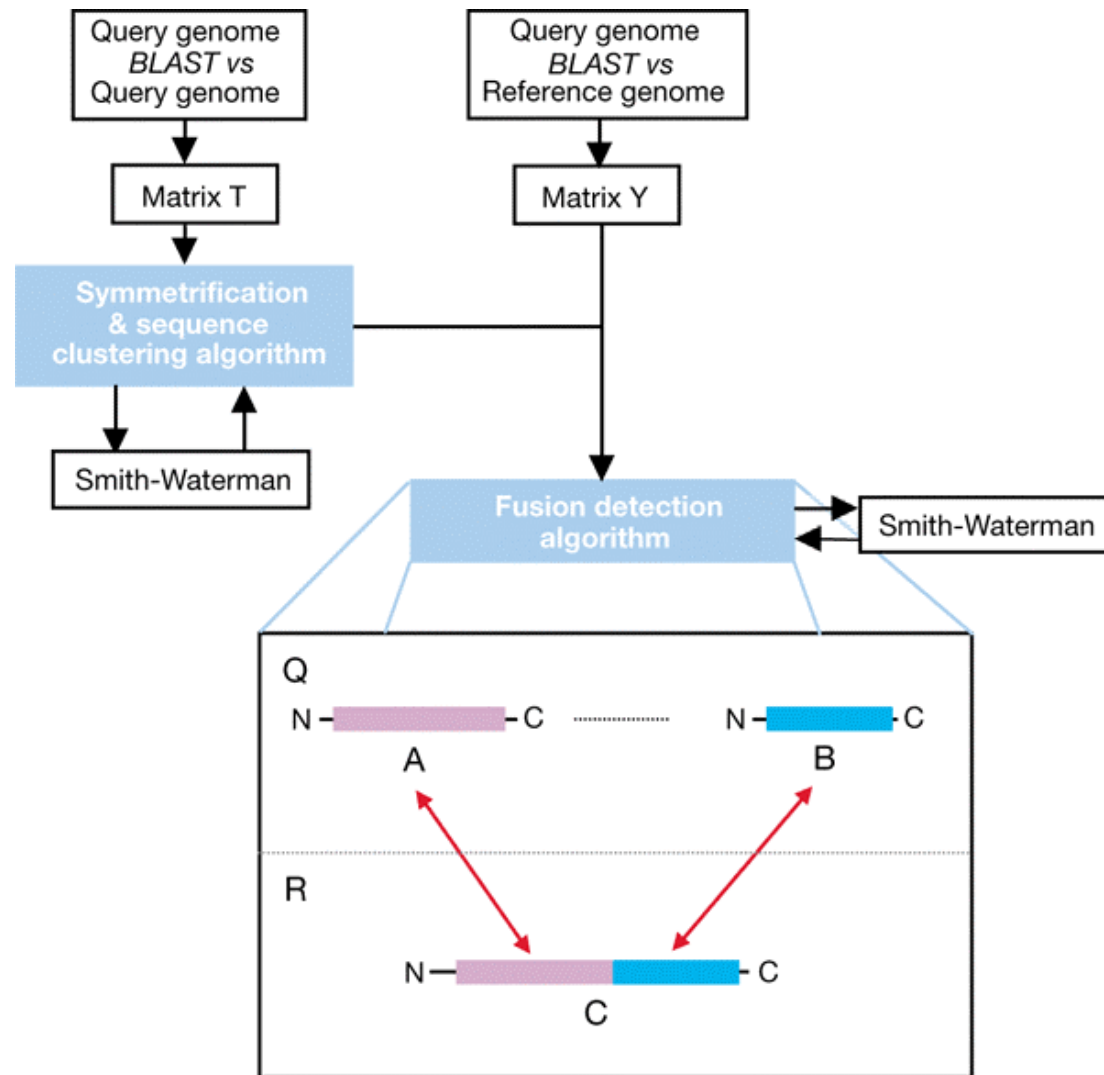 Query genome
BLAST vs
Query genome
Query genome
BLAST vs
Reference genome
Matrix T
Matrix Y
Symmetrification
& sequence
clustering algorithm
Smith-Waterman
Fusion detection
algorithm
Smith-Waterman
Q
N C N C
A B
R
N C
C